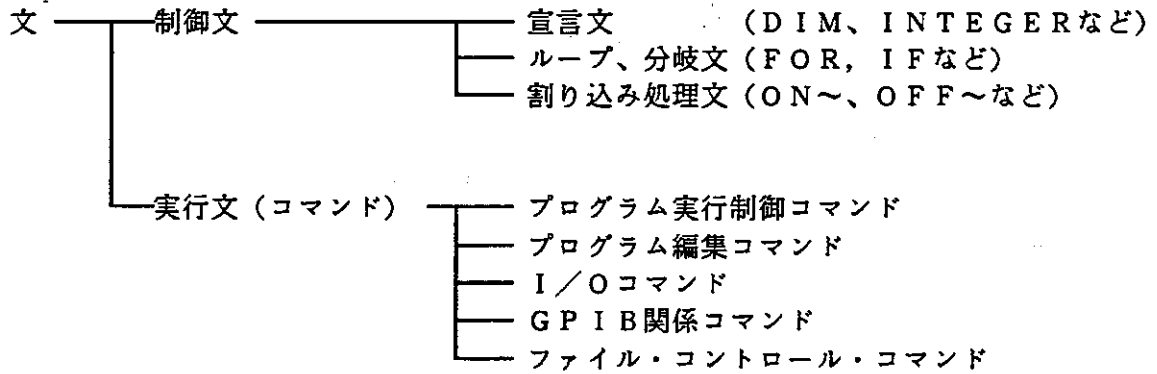 文 制御文 宣言文 （ＤＩＭ、ＩＮＴＥＧＥＲなど）
ループ、分岐文（ＦＯＲ，ＩＦなど）
割り込み処理文（ＯＮ～、ＯＦＦ～など）
実行文（コマンド） プログラム実行制御コマンド
プログラム編集コマンド
Ｉ／Ｏコマンド
ＧＰＩＢ関係コマンド
ファイル・コントロール・コマンド